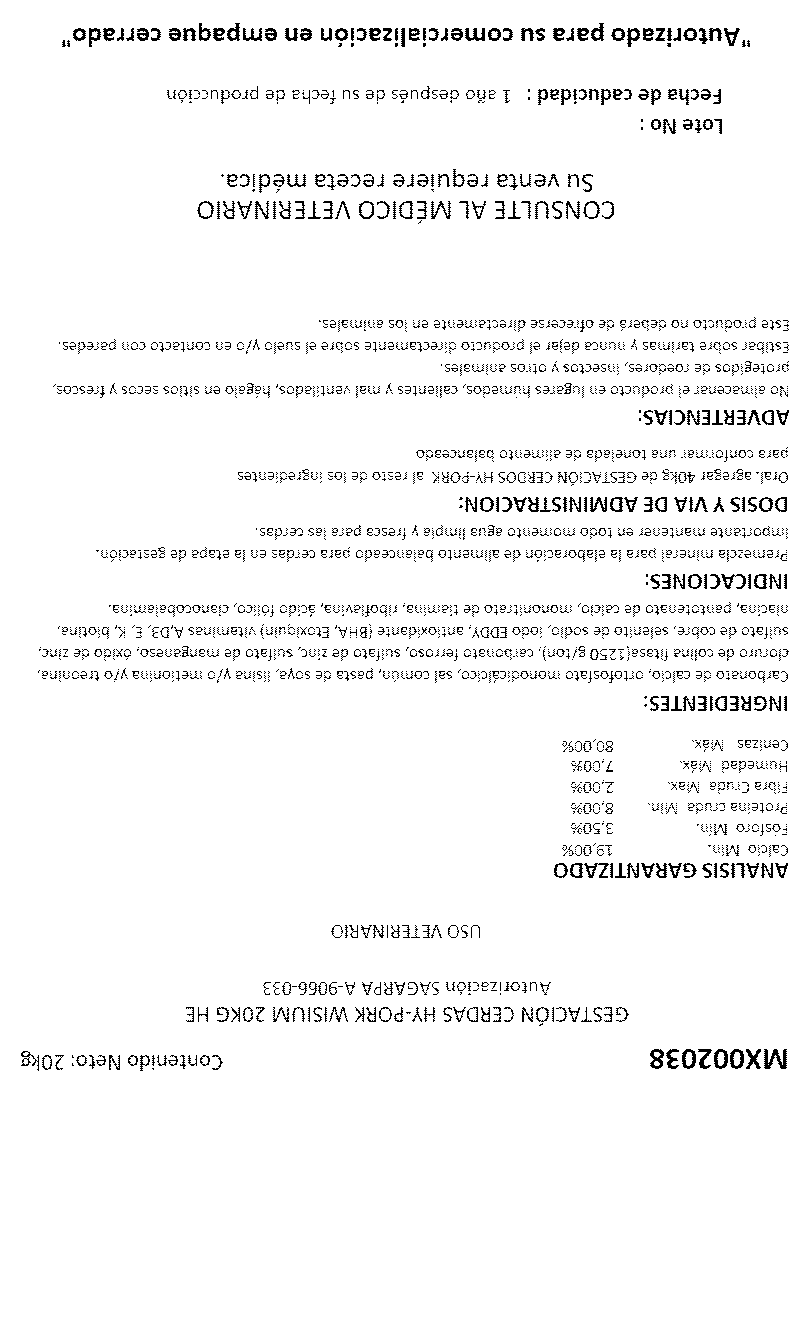 MX002038 Contenido Neto: 20kg
GESTACIÓN CERDAS HY-PORK WISIUM 20KG HE
Autorización SAGARPA A-9066-033
USO VETERINARIO
ANALISIS GARANTIZADO
Calcio Mín. 19,00%
Fósforo Mín. 3,50%
Proteína cruda Mín. 8,00%
Fibra Cruda Max. 2,00%
Humedad Máx. 7,00%
Cenizas Máx. 80,00%
INGREDIENTES:
Carbonato de calcio, ortofosfato monodicálcico, sal común, pasta de soya, lisina y/o metionina y/o treonina,
cloruro de colina fitasa(1250 g/ton), carbonato ferroso, sulfato de zinc, sulfato de manganeso, óxido de zinc,
sulfato de cobre, selenito de sodio, iodo EDDY, antioxidante (BHA, Etoxiquin) vitaminas A,D3, E, K, biotina,
niacina, pantotenato de calcio, mononitrato de tiamina, riboflavina, ácido fólico, cianocobalamina.
INDICACIONES:
Premezcla mineral para la elaboración de alimento balanceado para cerdas en la etapa de gestación.
Importante mantener en todo momento agua limpia y fresca para las cerdas.
DOSIS Y VIA DE ADMINISTRACION:
Oral. agregar 40kg de GESTACIÓN CERDOS HY-PORK al resto de los ingredientes
para conformar una tonelada de alimento balanceado
ADVERTENCIAS:
No almacenar el producto en lugares húmedos, calientes y mal ventilados, hágalo en sitios secos y frescos,
protegidos de roedores, insectos y otros animales.
Estibar sobre tarimas y nunca dejar el producto directamente sobre el suelo y/o en contacto con paredes.
Este producto no deberá de ofrecerse directamente en los animales.
CONSULTE AL MÉDICO VETERINARIO
Su venta requiere receta médica.
Lote No :
Fecha de caducidad : 1 año después de su fecha de producción
"Autorizado para su comercialización en empaque cerrado"